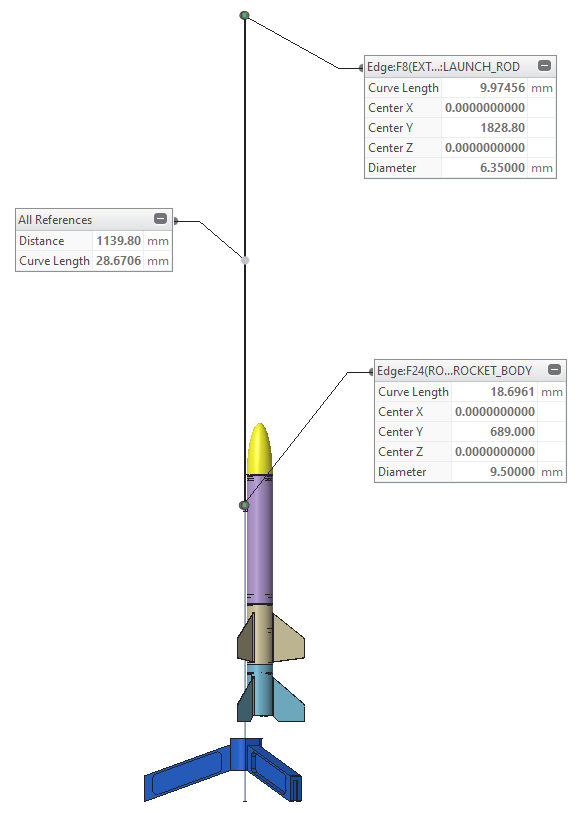 Edge:F8(EXT...:LAUNCH_ROD
Curve Length 9.97456 mm
Center X 0.0000000000
Center Y 1828.80
Center Z 0.0000000000
Diameter 6.35000 mm
All References
Distance 1139.80 mm
Curve Length 28.6706 mm
Edge:F24(RO...ROCKET_BODY
Curve Length 18.6961 mm
Center X 0.0000000000
Center Y 689.000
Center Z 0.0000000000
Diameter 9.50000 mm